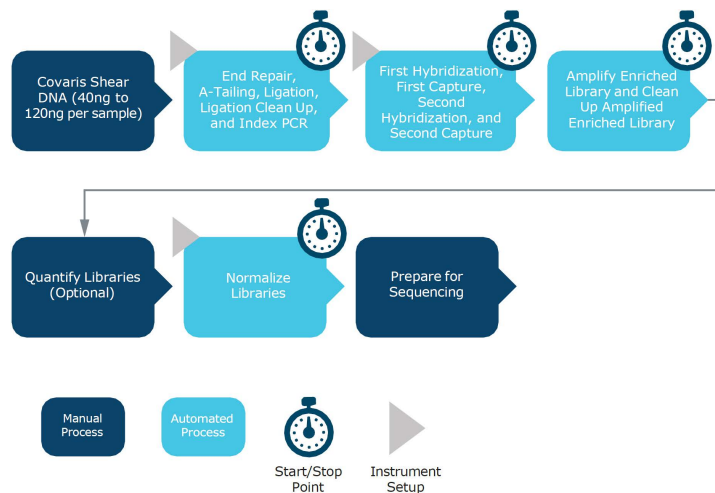 Covaris Shear
DNA (40ng to
120ng per sample)
End Repair,
A-Tailing, Ligation,
Ligation Clean Up,
and Index PCR
First Hybridization,
First Capture,
Second
Hybridization, and
Second Capture
Amplify Enriched
Library and Clean
Up Amplified
Enriched Library
Quantify Libraries
(Optional)
Normalize
Libraries
Prepare for
Sequencing
Manual
Process
Automated
Process
Start/Stop
Point
Instrument
Setup